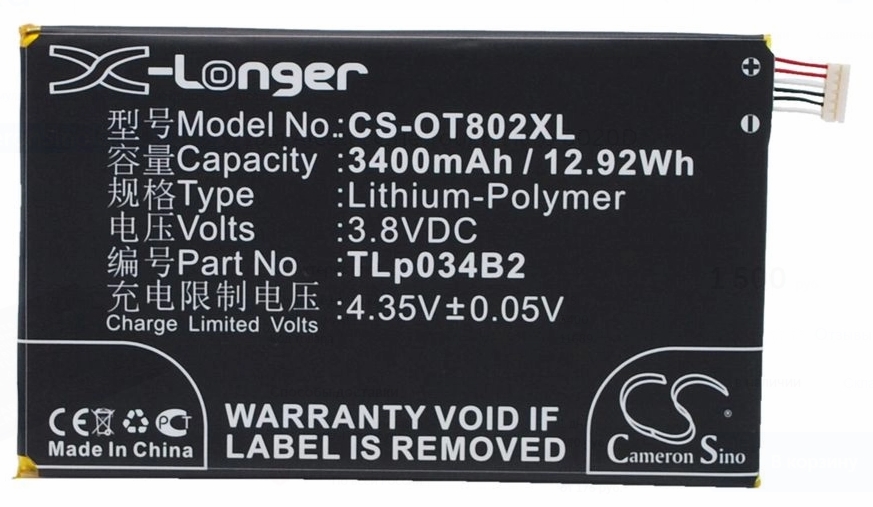 X-Longer
型号Model No.:CS-OT802XL
容量Capacity :3400mAh / 12.92Wh
规格Type :Lithium-Polymer
电压Volts :3.8VDC
编号Part No :TLp034B2
充电限制电压 :4.35V±0.05V
Charge Limited Volts
CE PCT
Made In China
WARRANTY VOID IF
LABEL IS REMOVED
CS ®
Cameron Sino